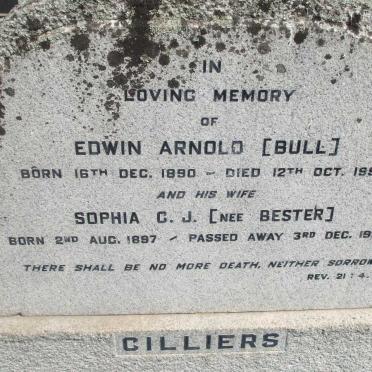 IN
LOVING MEMORY
OF
EDWIN ARNOLD [BULL]
BORN 16TH DEC. 1890 – DIED 12TH OCT. 195
AND HIS WIFE
SOPHIA C. J. [NEE BESTER]
BORN 2ND AUG. 1897 / PASSED AWAY 3RD DEC. 19
THERE SHALL BE NO MORE DEATH, NEITHER SORROW
REV. 21:4.
CILLIERS